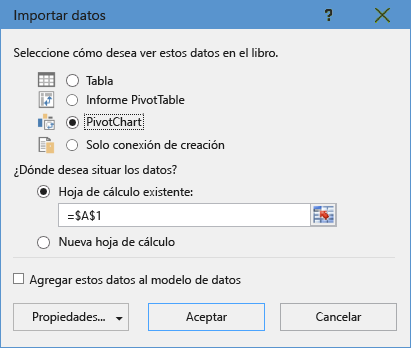 Importar datos
?
Seleccione cómo desea ver estos datos en el libro.
Tabla
Informe PivotTable
PivotChart
Solo conexión de creación
¿Dónde desea situar los datos?
Hoja de cálculo existente:
=$A$1
Nueva hoja de cálculo
Agregar estos datos al modelo de datos
Propiedades...
Aceptar
Cancelar